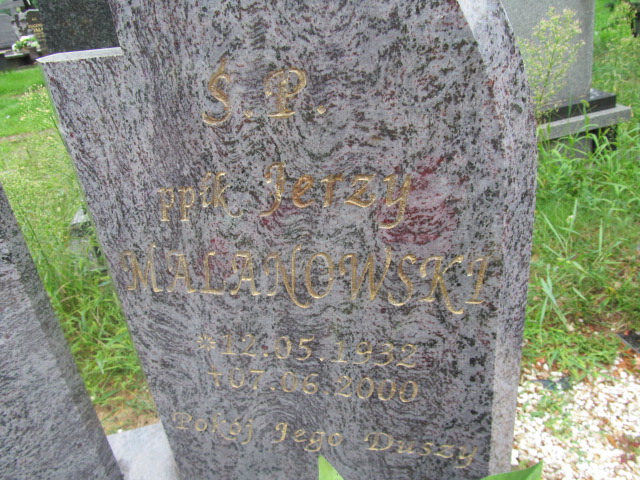 Ś.P.
ppłk Jerzy
MALANOWSKI
*12.05.1932
†07.06.2000
Pokój Jego Duszy